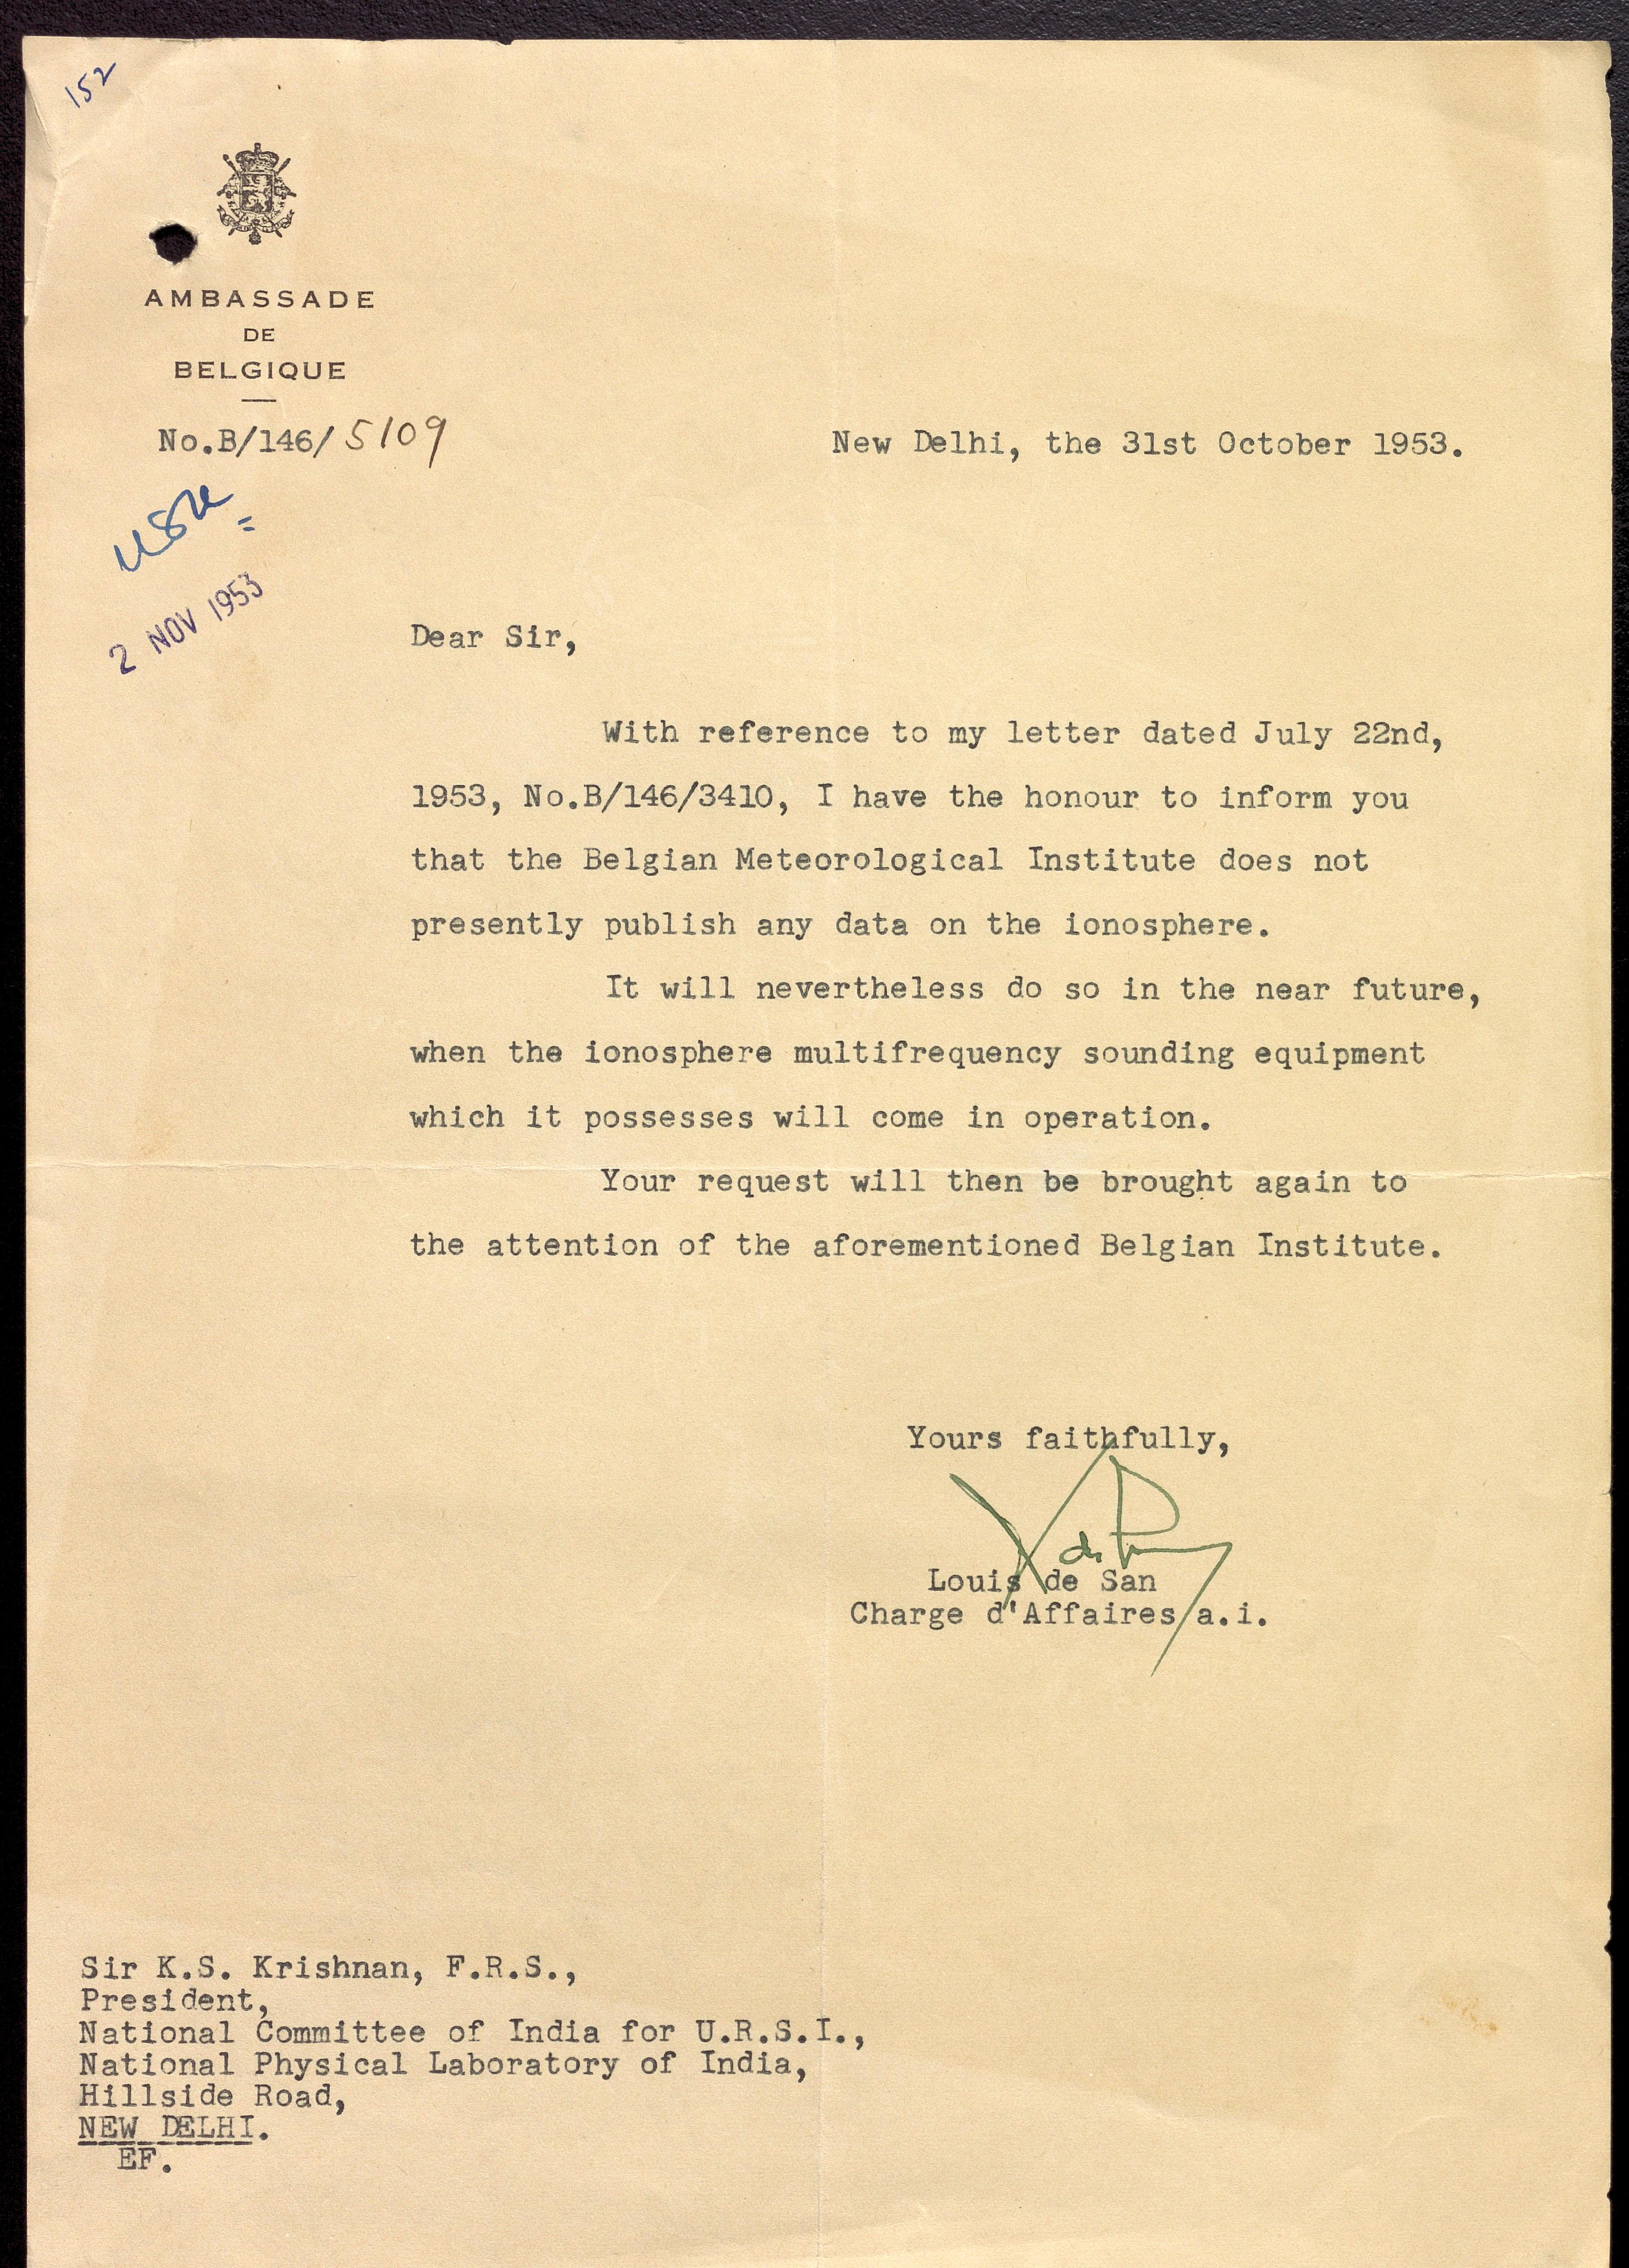 152
AMBASSADE
DE
BELGIQUE
No.B/146/5109
New Delhi, the 31st October 1953.
2 NOV 1953
Dear Sir,
With reference to my letter dated July 22nd,
1953, No.B/146/3410, I have the honour to inform you
that the Belgian Meteorological Institute does not
presently publish any data on the ionosphere.
It will nevertheless do so in the near future,
when the ionosphere multifrequency sounding equipment
which it possesses will come in operation.
Your request will then be brought again to
the attention of the aforementioned Belgian Institute.
Yours faithfully,
Louis de San
Charge d'Affaires a.i.
Sir K.S. Krishnan, F.R.S.,
President,
National Committee of India for U.R.S.I.,
National Physical Laboratory of India,
Hillside Road,
NEW DELHI.
EF.